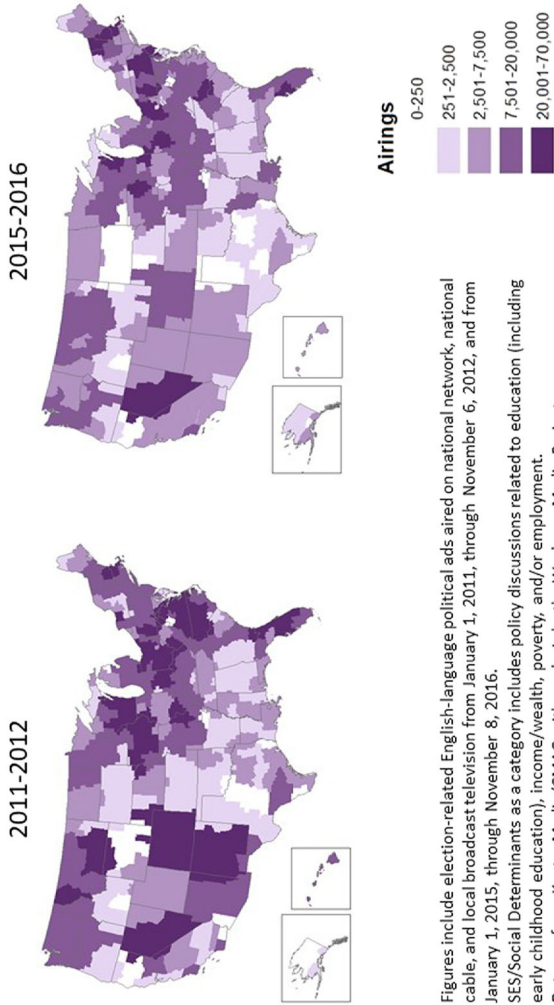 2011-2012
2015-2016
Airings
0-250
251-2,500
2,501-7,500
7,501-20,000
20,001-70,000
Figures include election-related English-language political ads aired on national network, national
cable, and local broadcast television from January 1, 2011, through November 6, 2012, and from
January 1, 2015, through November 8, 2016.
SES/Social Determinants as a category includes policy discussions related to education (including
early childhood education), income/wealth, poverty, and/or employment.